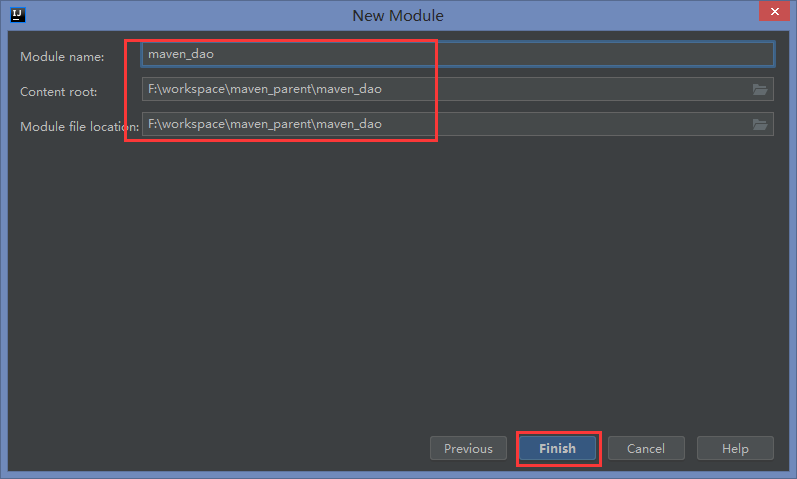 IJ
New Module
Module name: maven_dao
Content root: F:\workspace\maven_parent\maven_dao
Module file location: F:\workspace\maven_parent\maven_dao
Previous Finish Cancel Help